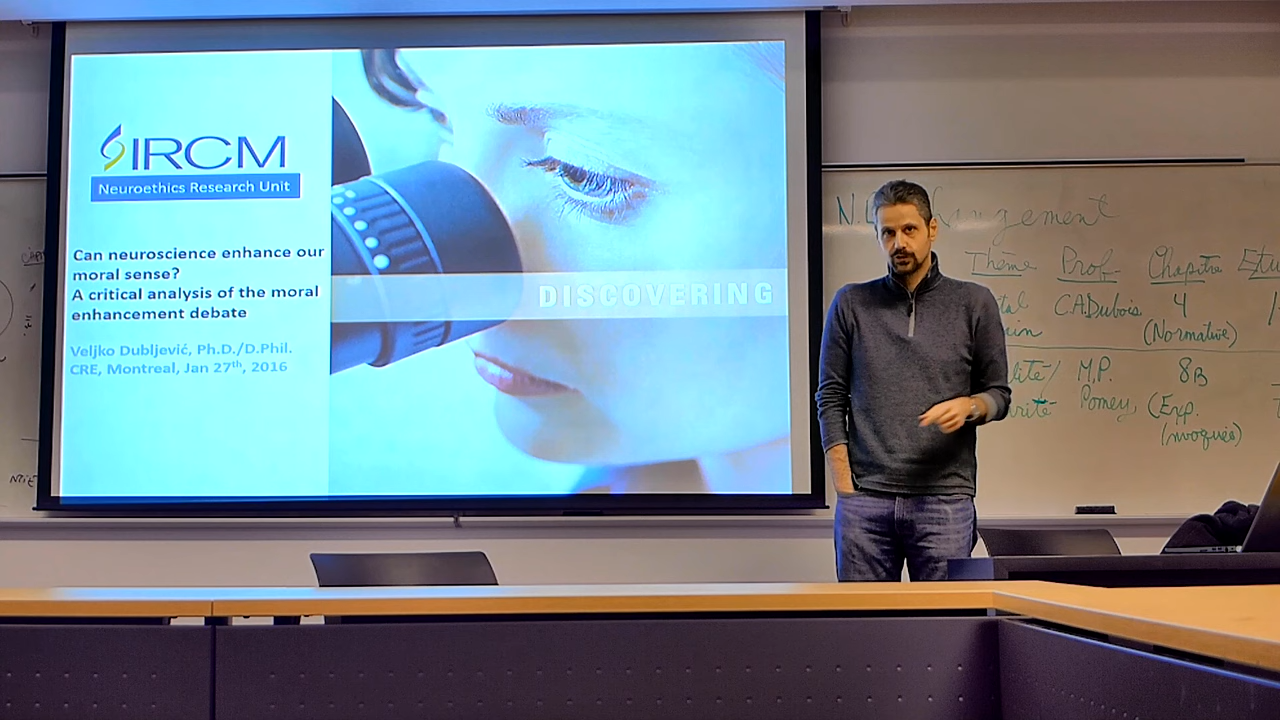 IRCM
Neuroethics Research Unit
Can neuroscience enhance our
moral sense?
A critical analysis of the moral
enhancement debate
Veljko Dubljević, Ph.D./D.Phil.
CRE, Montreal, Jan 27th, 2016
DISCOVERING
Thème Prof. Chapitre
C.A.Dubois 4
(Normative)
M.P. 8B
Pomey, (Exp.
invoqués)